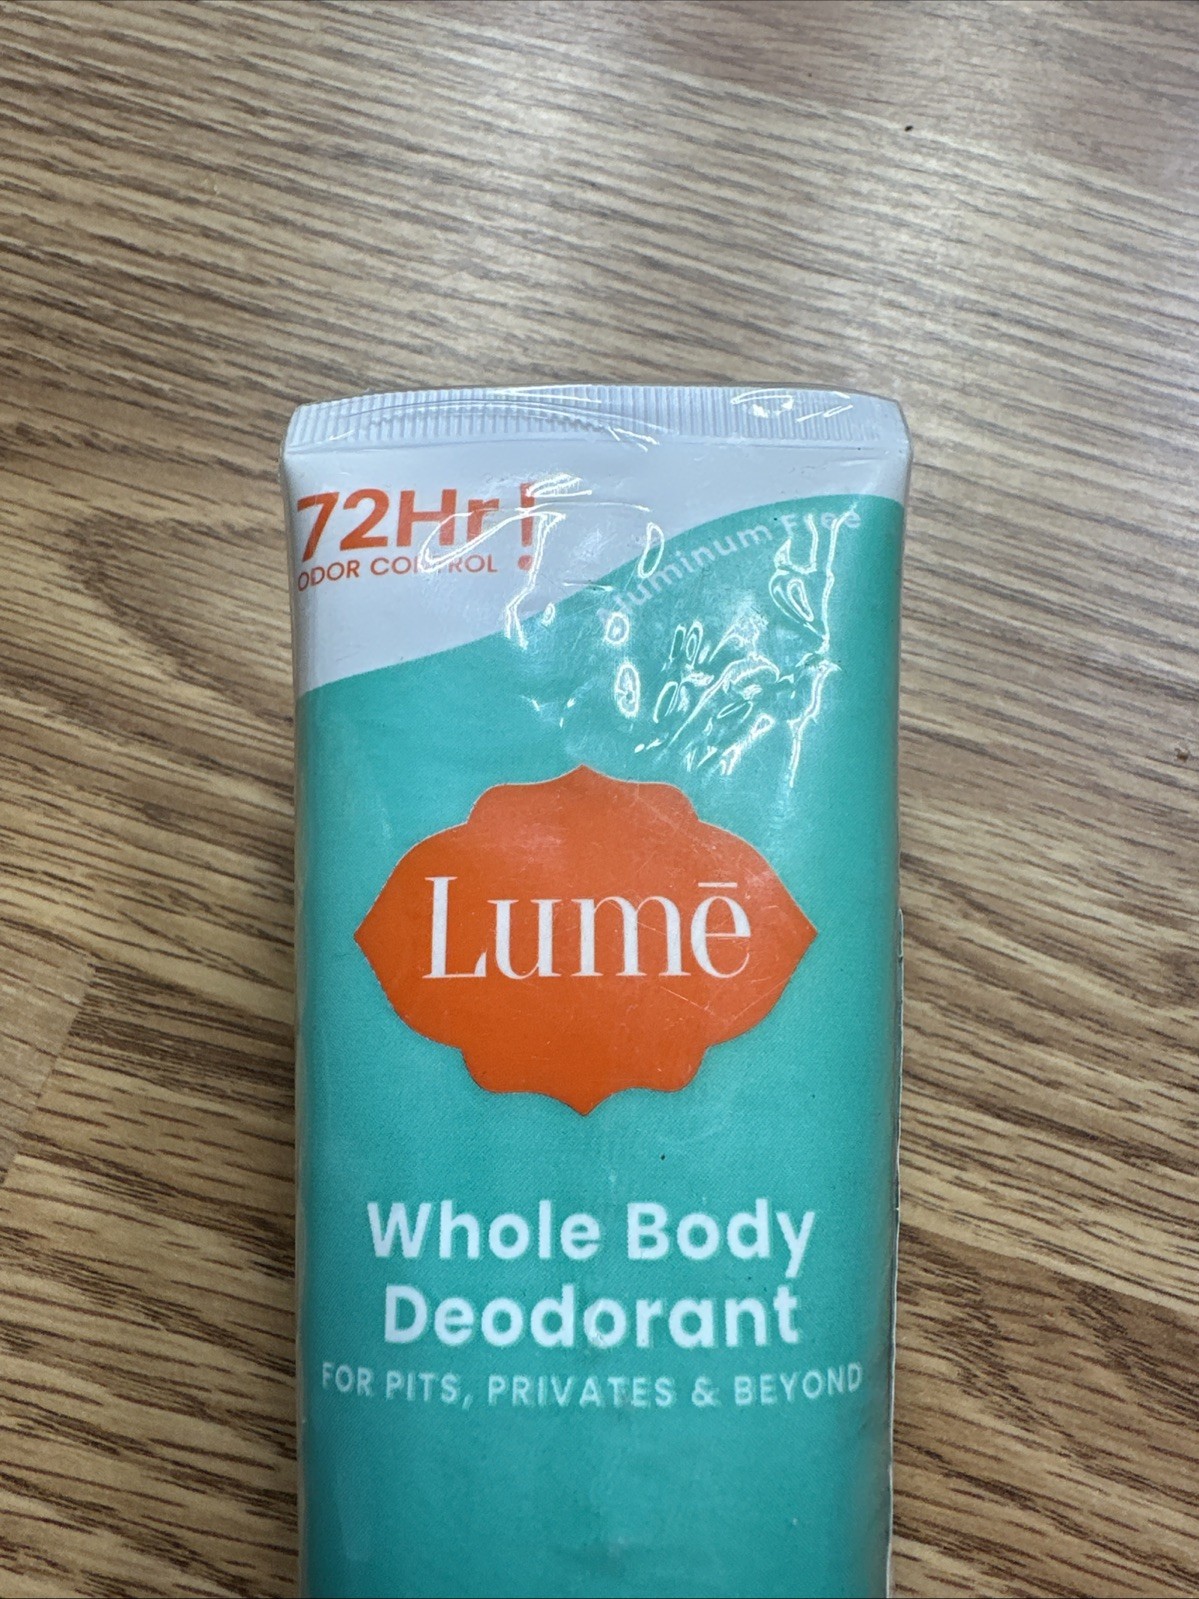 72Hr!
ODOR CONTROL
Aluminum Free
Lumē
Whole Body
Deodorant
FOR PITS, PRIVATES & BEYOND